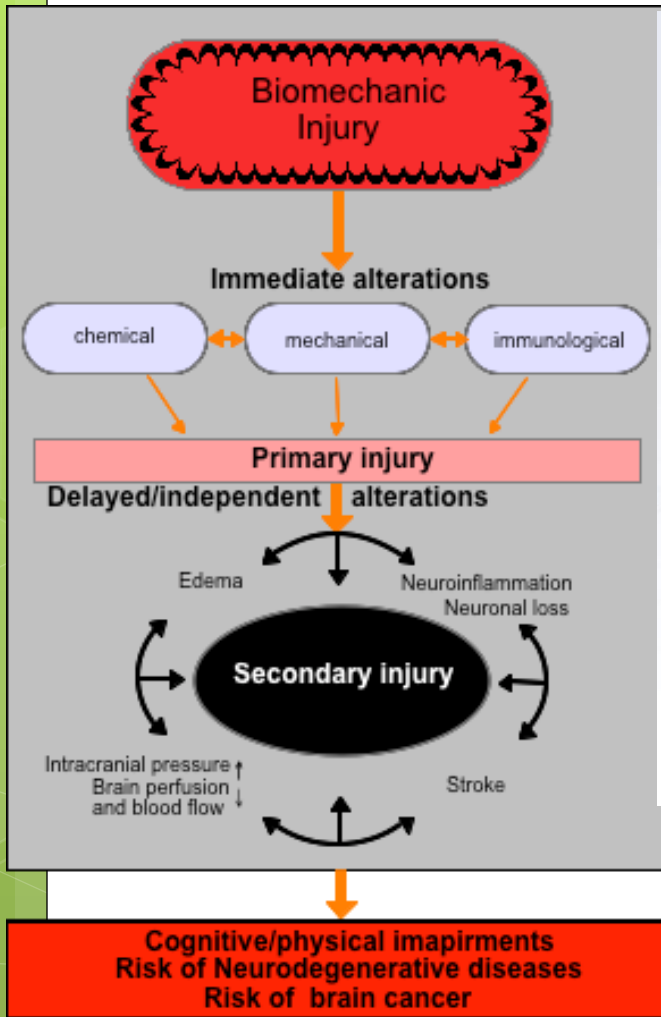 Biomechanic
Injury
Immediate alterations
chemical
mechanical
immunological
Primary injury
Delayed/independent alterations
Edema
Neuroinflammation
Neuronal loss
Secondary injury
Intracranial pressure ↑
Brain perfusion
and blood flow ↓
Stroke
Cognitive/physical imapirments
Risk of Neurodegenerative diseases
Risk of brain cancer